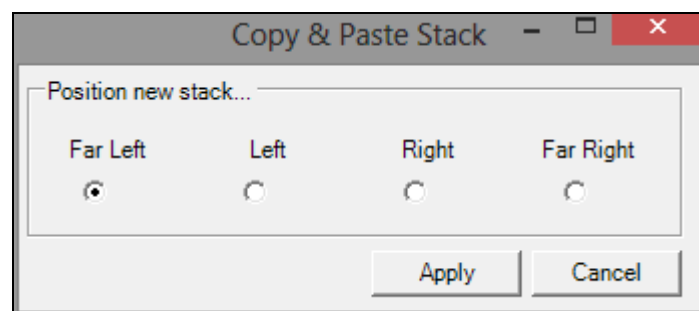 Copy & Paste Stack
Position new stack...
Far Left Left Right Far Right
Apply Cancel